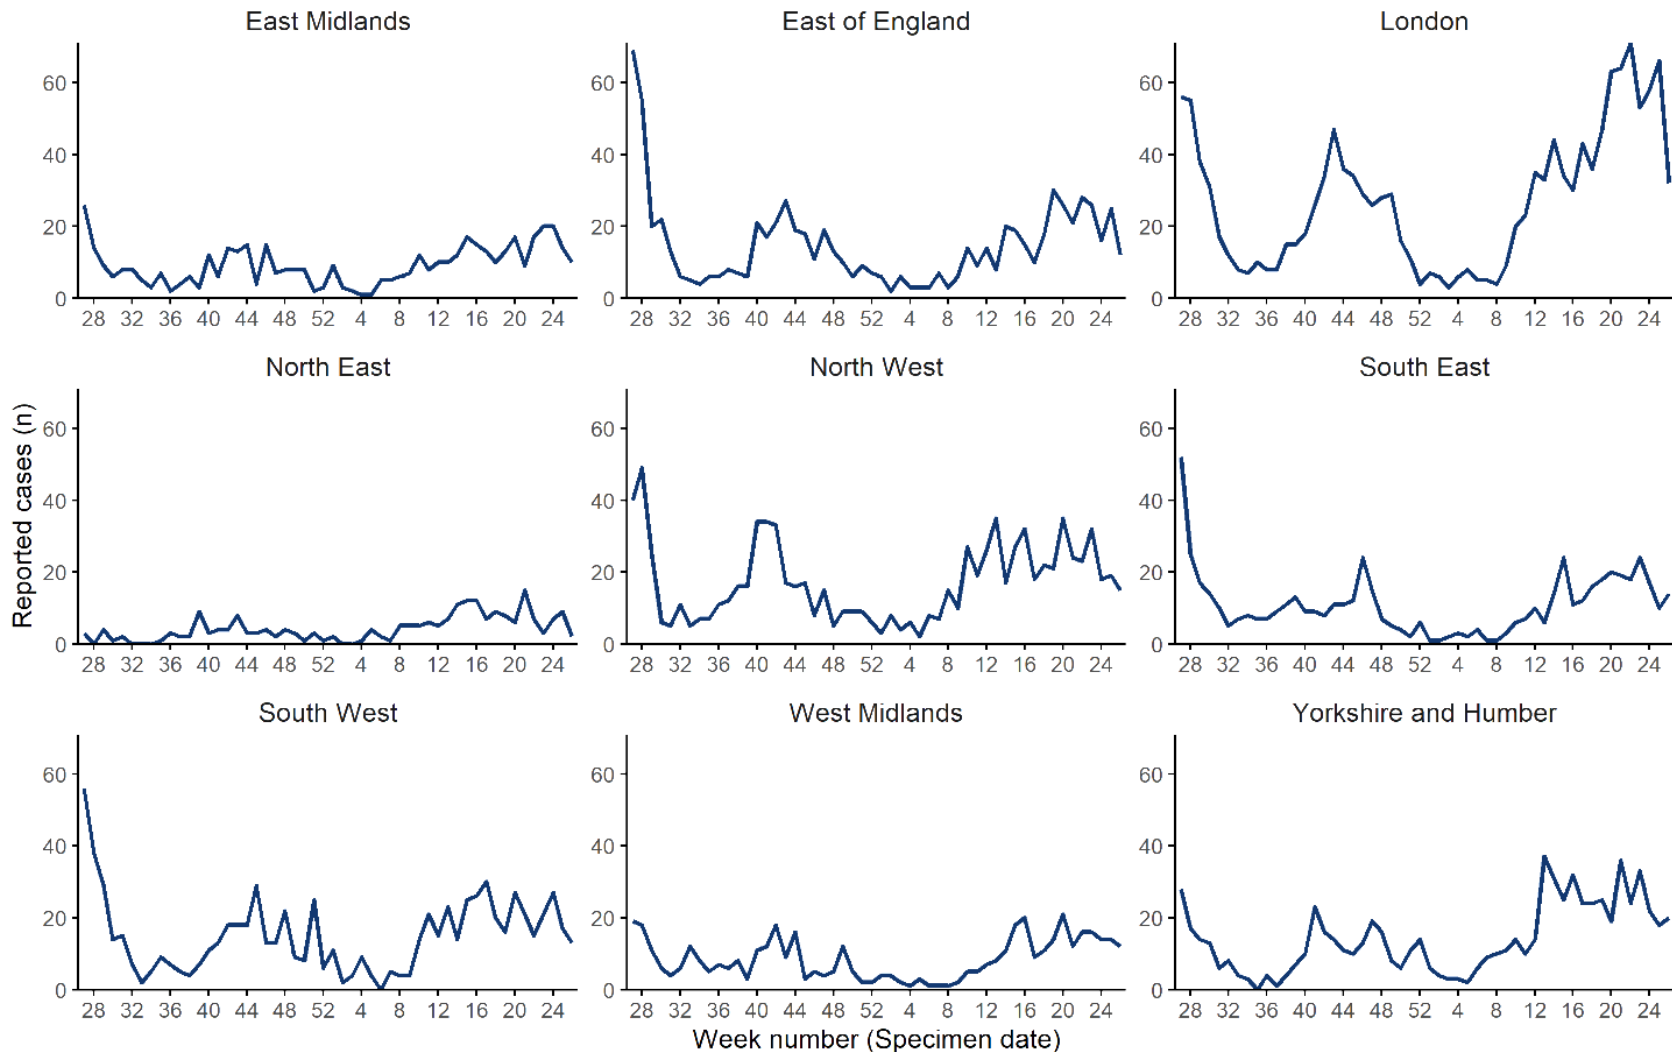 East Midlands East of England London
60 60 60
40 40 40
20 20 20
0 0 0
28 32 36 40 44 48 52 4 8 12 16 20 24 28 32 36 40 44 48 52 4 8 12 16 20 24 28 32 36 40 44 48 52 4 8 12 16 20 24
North East North West South East
60 60 60
40 40 40
20 20 20
0 0 0
28 32 36 40 44 48 52 4 8 12 16 20 24 28 32 36 40 44 48 52 4 8 12 16 20 24 28 32 36 40 44 48 52 4 8 12 16 20 24
Reported cases (n)
South West West Midlands Yorkshire and Humber
60 60 60
40 40 40
20 20 20
0 0 0
28 32 36 40 44 48 52 4 8 12 16 20 24 28 32 36 40 44 48 52 4 8 12 16 20 24 28 32 36 40 44 48 52 4 8 12 16 20 24
Week number (Specimen date)